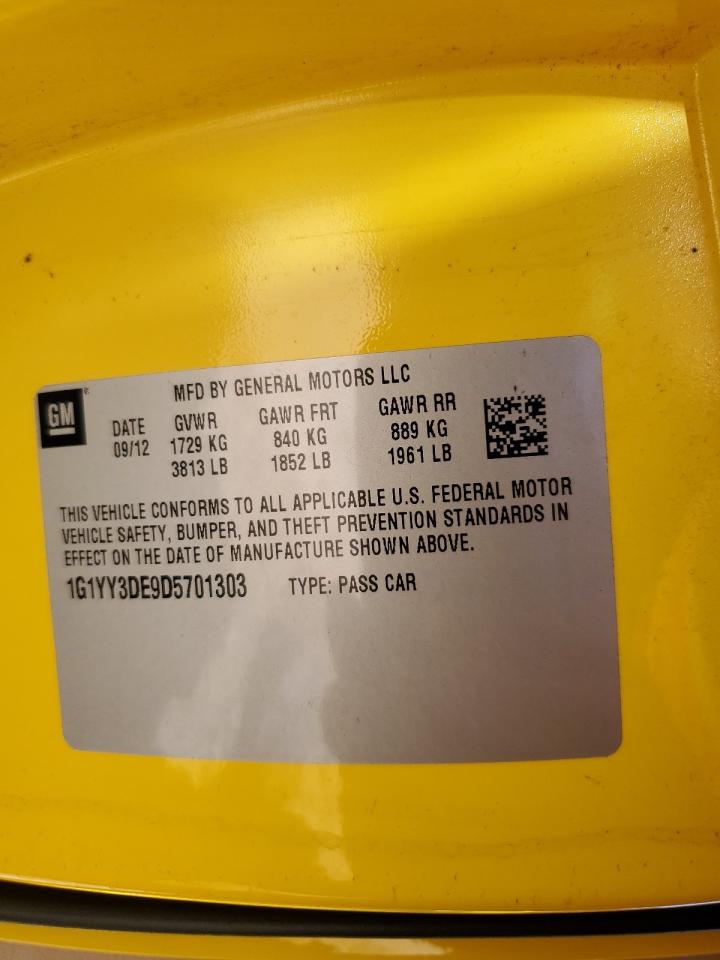 GM
MFD BY GENERAL MOTORS LLC
DATE GVWR GAWR FRT GAWR RR
09/12 1729 KG 840 KG 889 KG
3813 LB 1852 LB 1961 LB
THIS VEHICLE CONFORMS TO ALL APPLICABLE U.S. FEDERAL MOTOR
VEHICLE SAFETY, BUMPER, AND THEFT PREVENTION STANDARDS IN
EFFECT ON THE DATE OF MANUFACTURE SHOWN ABOVE.
1G1YY3DE9D5701303 TYPE: PASS CAR